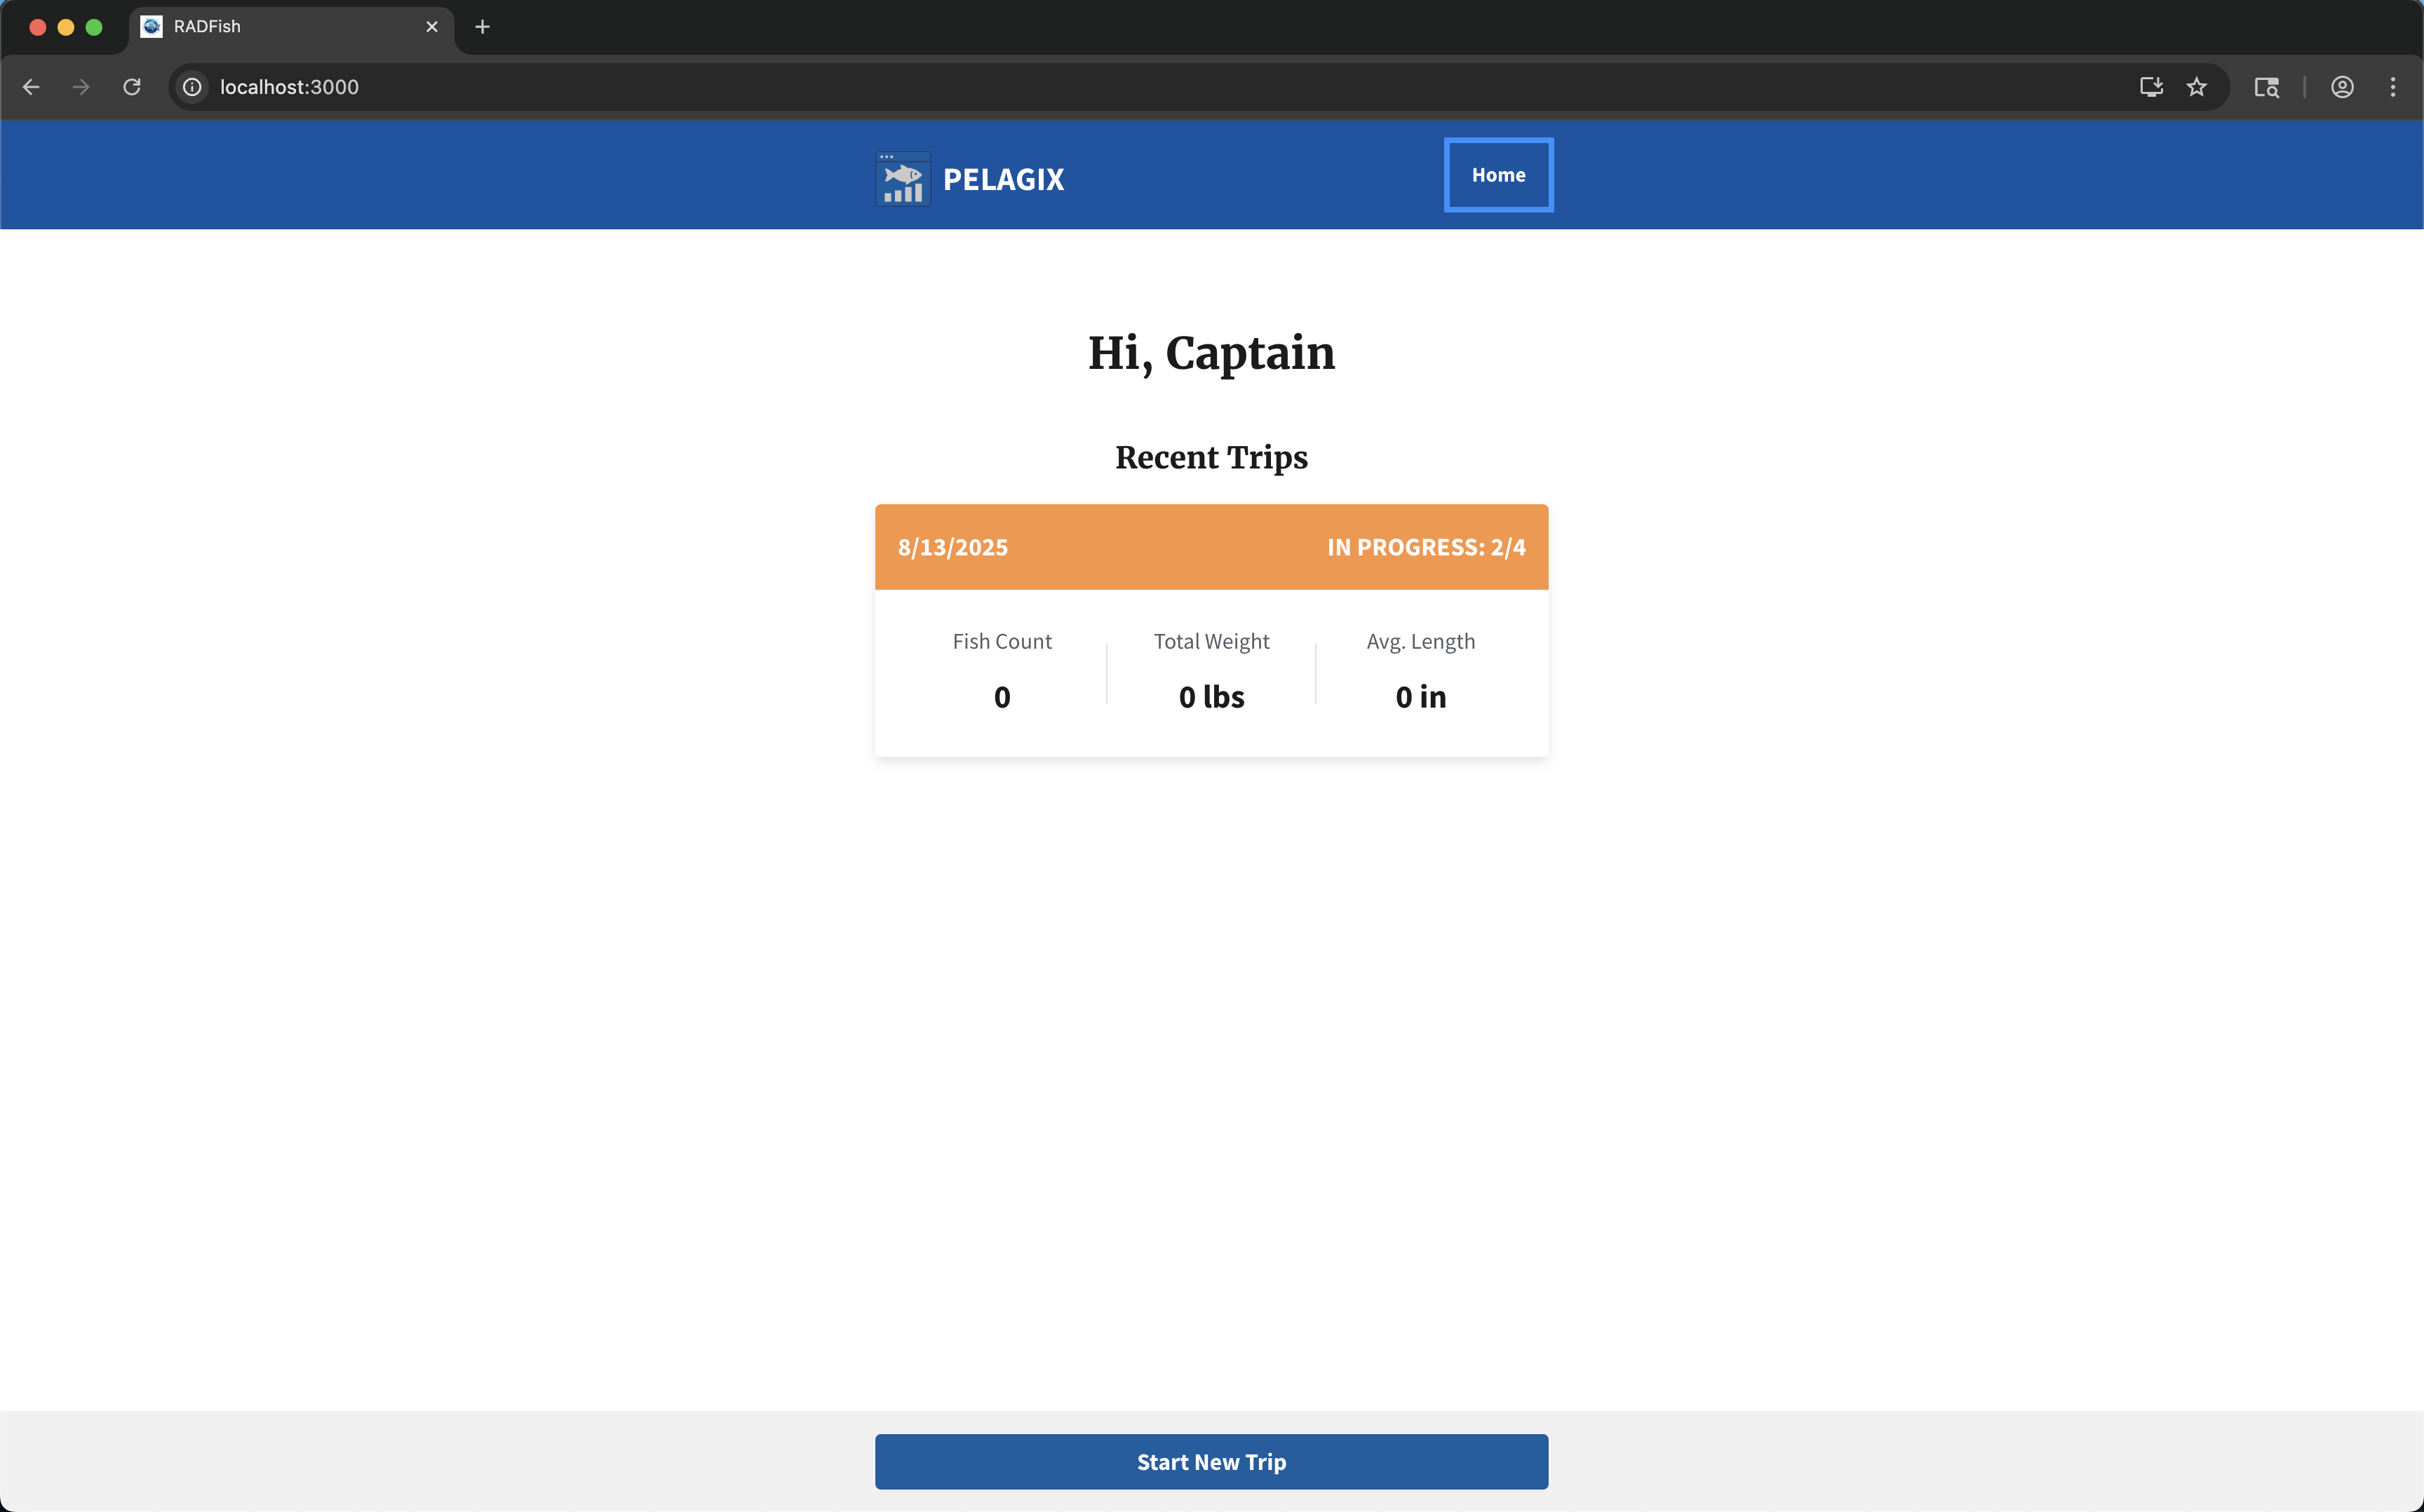 RADFish
localhost:3000
PELAGIX
Home
Hi, Captain
Recent Trips
8/13/2025 IN PROGRESS: 2/4
Fish Count Total Weight Avg. Length
0 0 lbs 0 in
Start New Trip